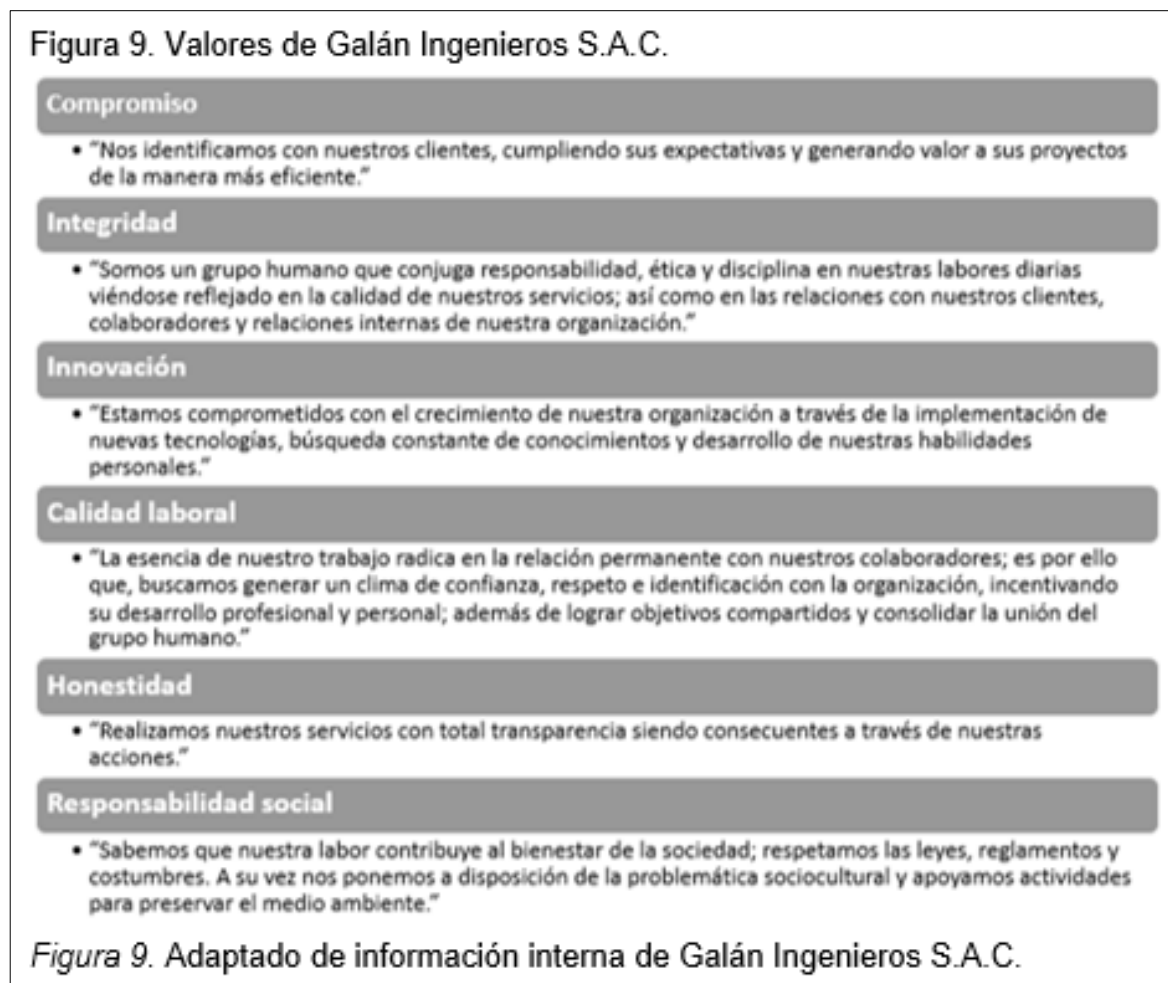 Figura 9. Valores de Galán Ingenieros S.A.C.
Compromiso
• “Nos identificamos con nuestros clientes, cumpliendo sus expectativas y generando valor a sus proyectos
de la manera más eficiente.”
Integridad
• “Somos un grupo humano que conjuga responsabilidad, ética y disciplina en nuestras labores diarias
viéndose reflejado en la calidad de nuestros servicios; así como en las relaciones con nuestros clientes,
colaboradores y relaciones internas de nuestra organización.”
Innovación
• “Estamos comprometidos con el crecimiento de nuestra organización a través de la implementación de
nuevas tecnologías, búsqueda constante de conocimientos y desarrollo de nuestras habilidades
personales.”
Calidad laboral
• “La esencia de nuestro trabajo radica en la relación permanente con nuestros colaboradores; es por ello
que, buscamos generar un clima de confianza, respeto e identificación con la organización, incentivando
su desarrollo profesional y personal; además de lograr objetivos compartidos y consolidar la unión del
grupo humano.”
Honestidad
• “Realizamos nuestros servicios con total transparencia siendo consecuentes a través de nuestras
acciones.”
Responsabilidad social
• “Sabemos que nuestra labor contribuye al bienestar de la sociedad; respetamos las leyes, reglamentos y
costumbres. A su vez nos ponemos a disposición de la problemática sociocultural y apoyamos actividades
para preservar el medio ambiente.”
Figura 9. Adaptado de información interna de Galán Ingenieros S.A.C.